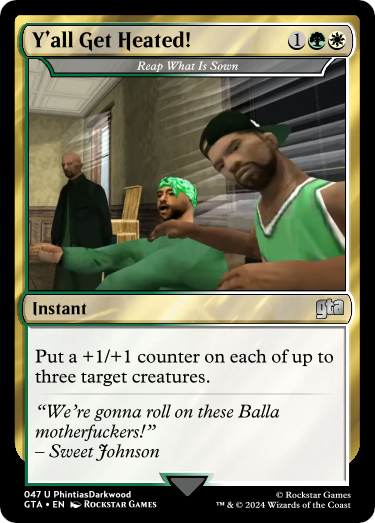 Y'all Get Heated! 1
Reap What Is Sown
Instant gta
Put a +1/+1 counter on each of up to
three target creatures.
“We're gonna roll on these Balla
motherfuckers!”
– Sweet Johnson
047 U PhintiasDarkwood © Rockstar Games
GTA • EN Rockstar Games ™ & © 2024 Wizards of the Coast